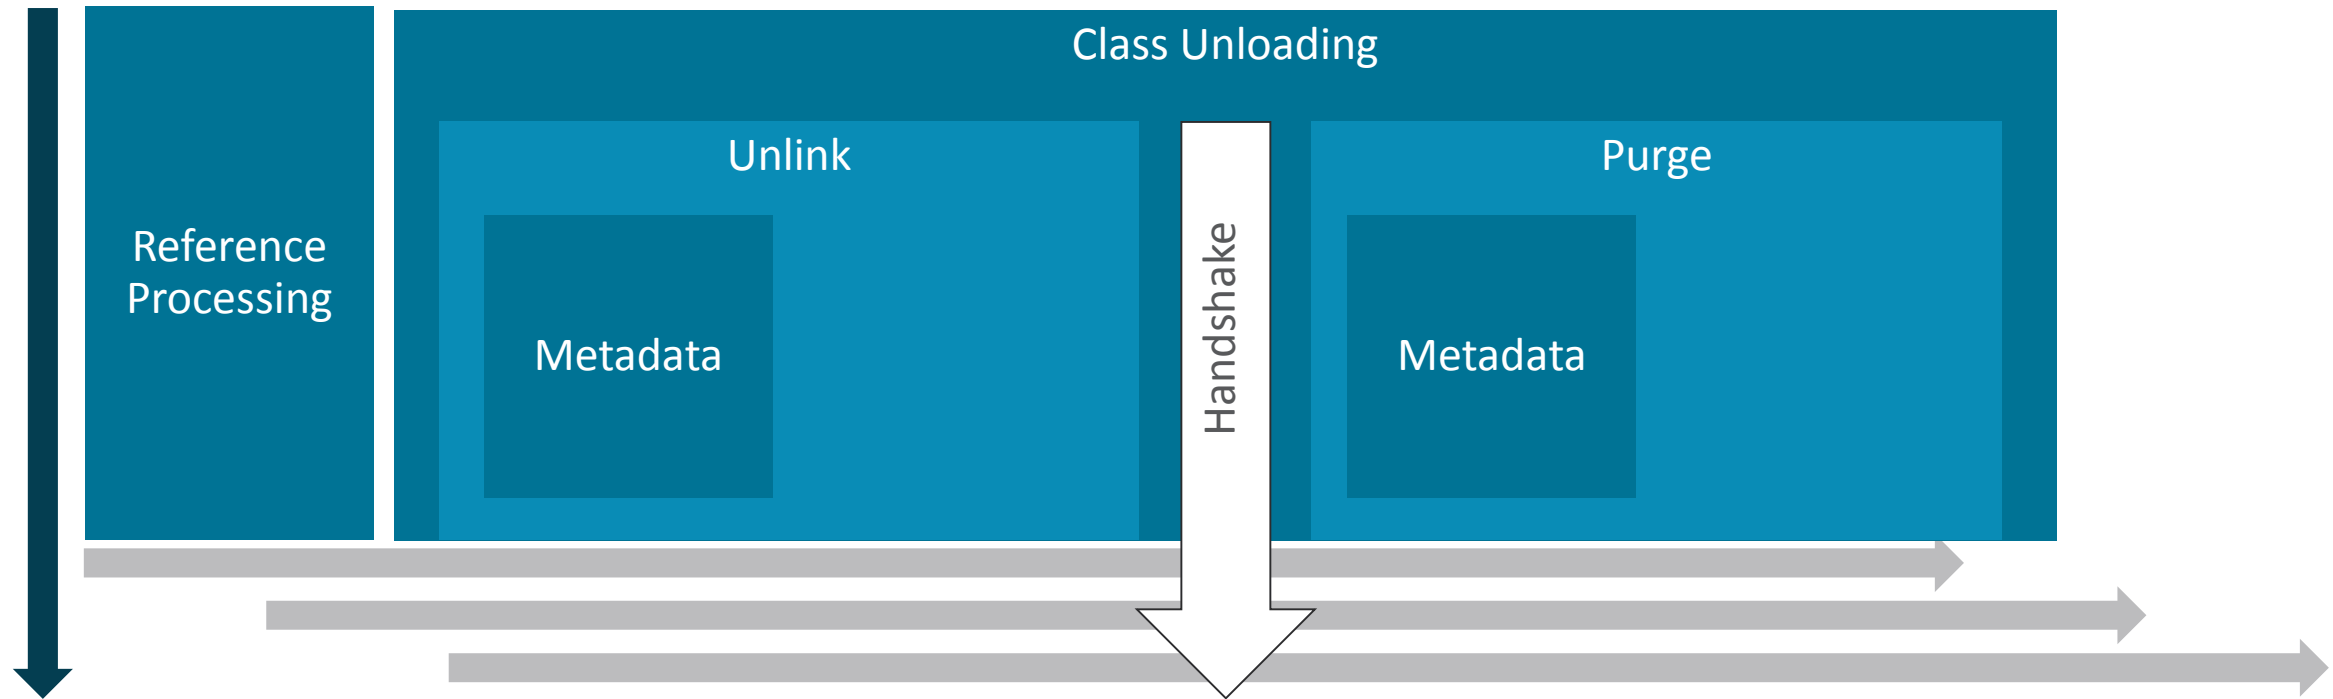 Class Unloading
Unlink
Purge
Reference
Processing
Metadata
Handshake
Metadata